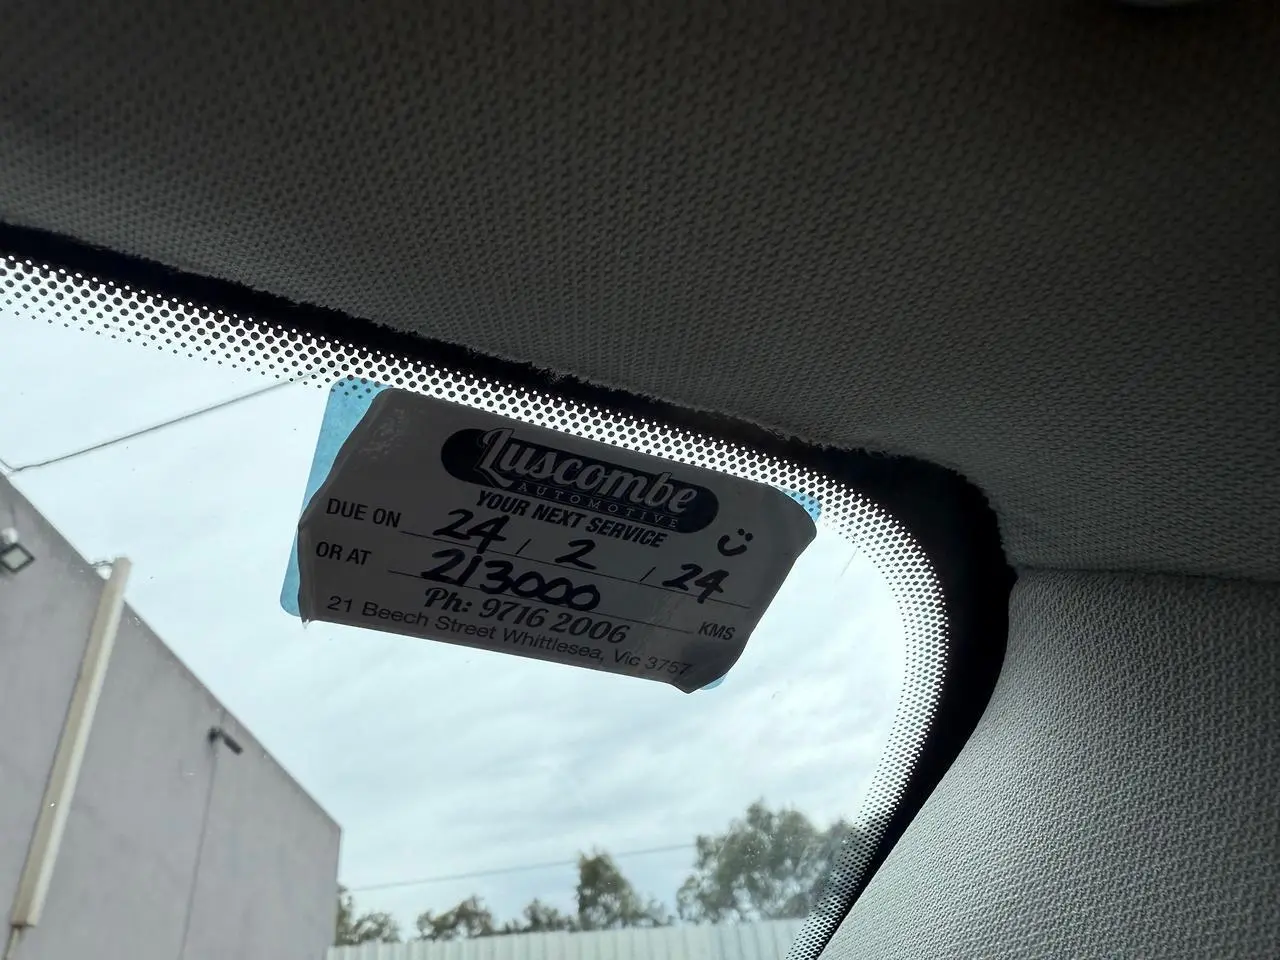 Luscombe
AUTOMOTIVE
YOUR NEXT SERVICE
DUE ON 24 / 2 / 24
OR AT 213000 KMS
Ph: 9716 2006
21 Beech Street Whittlesea, Vic 3757